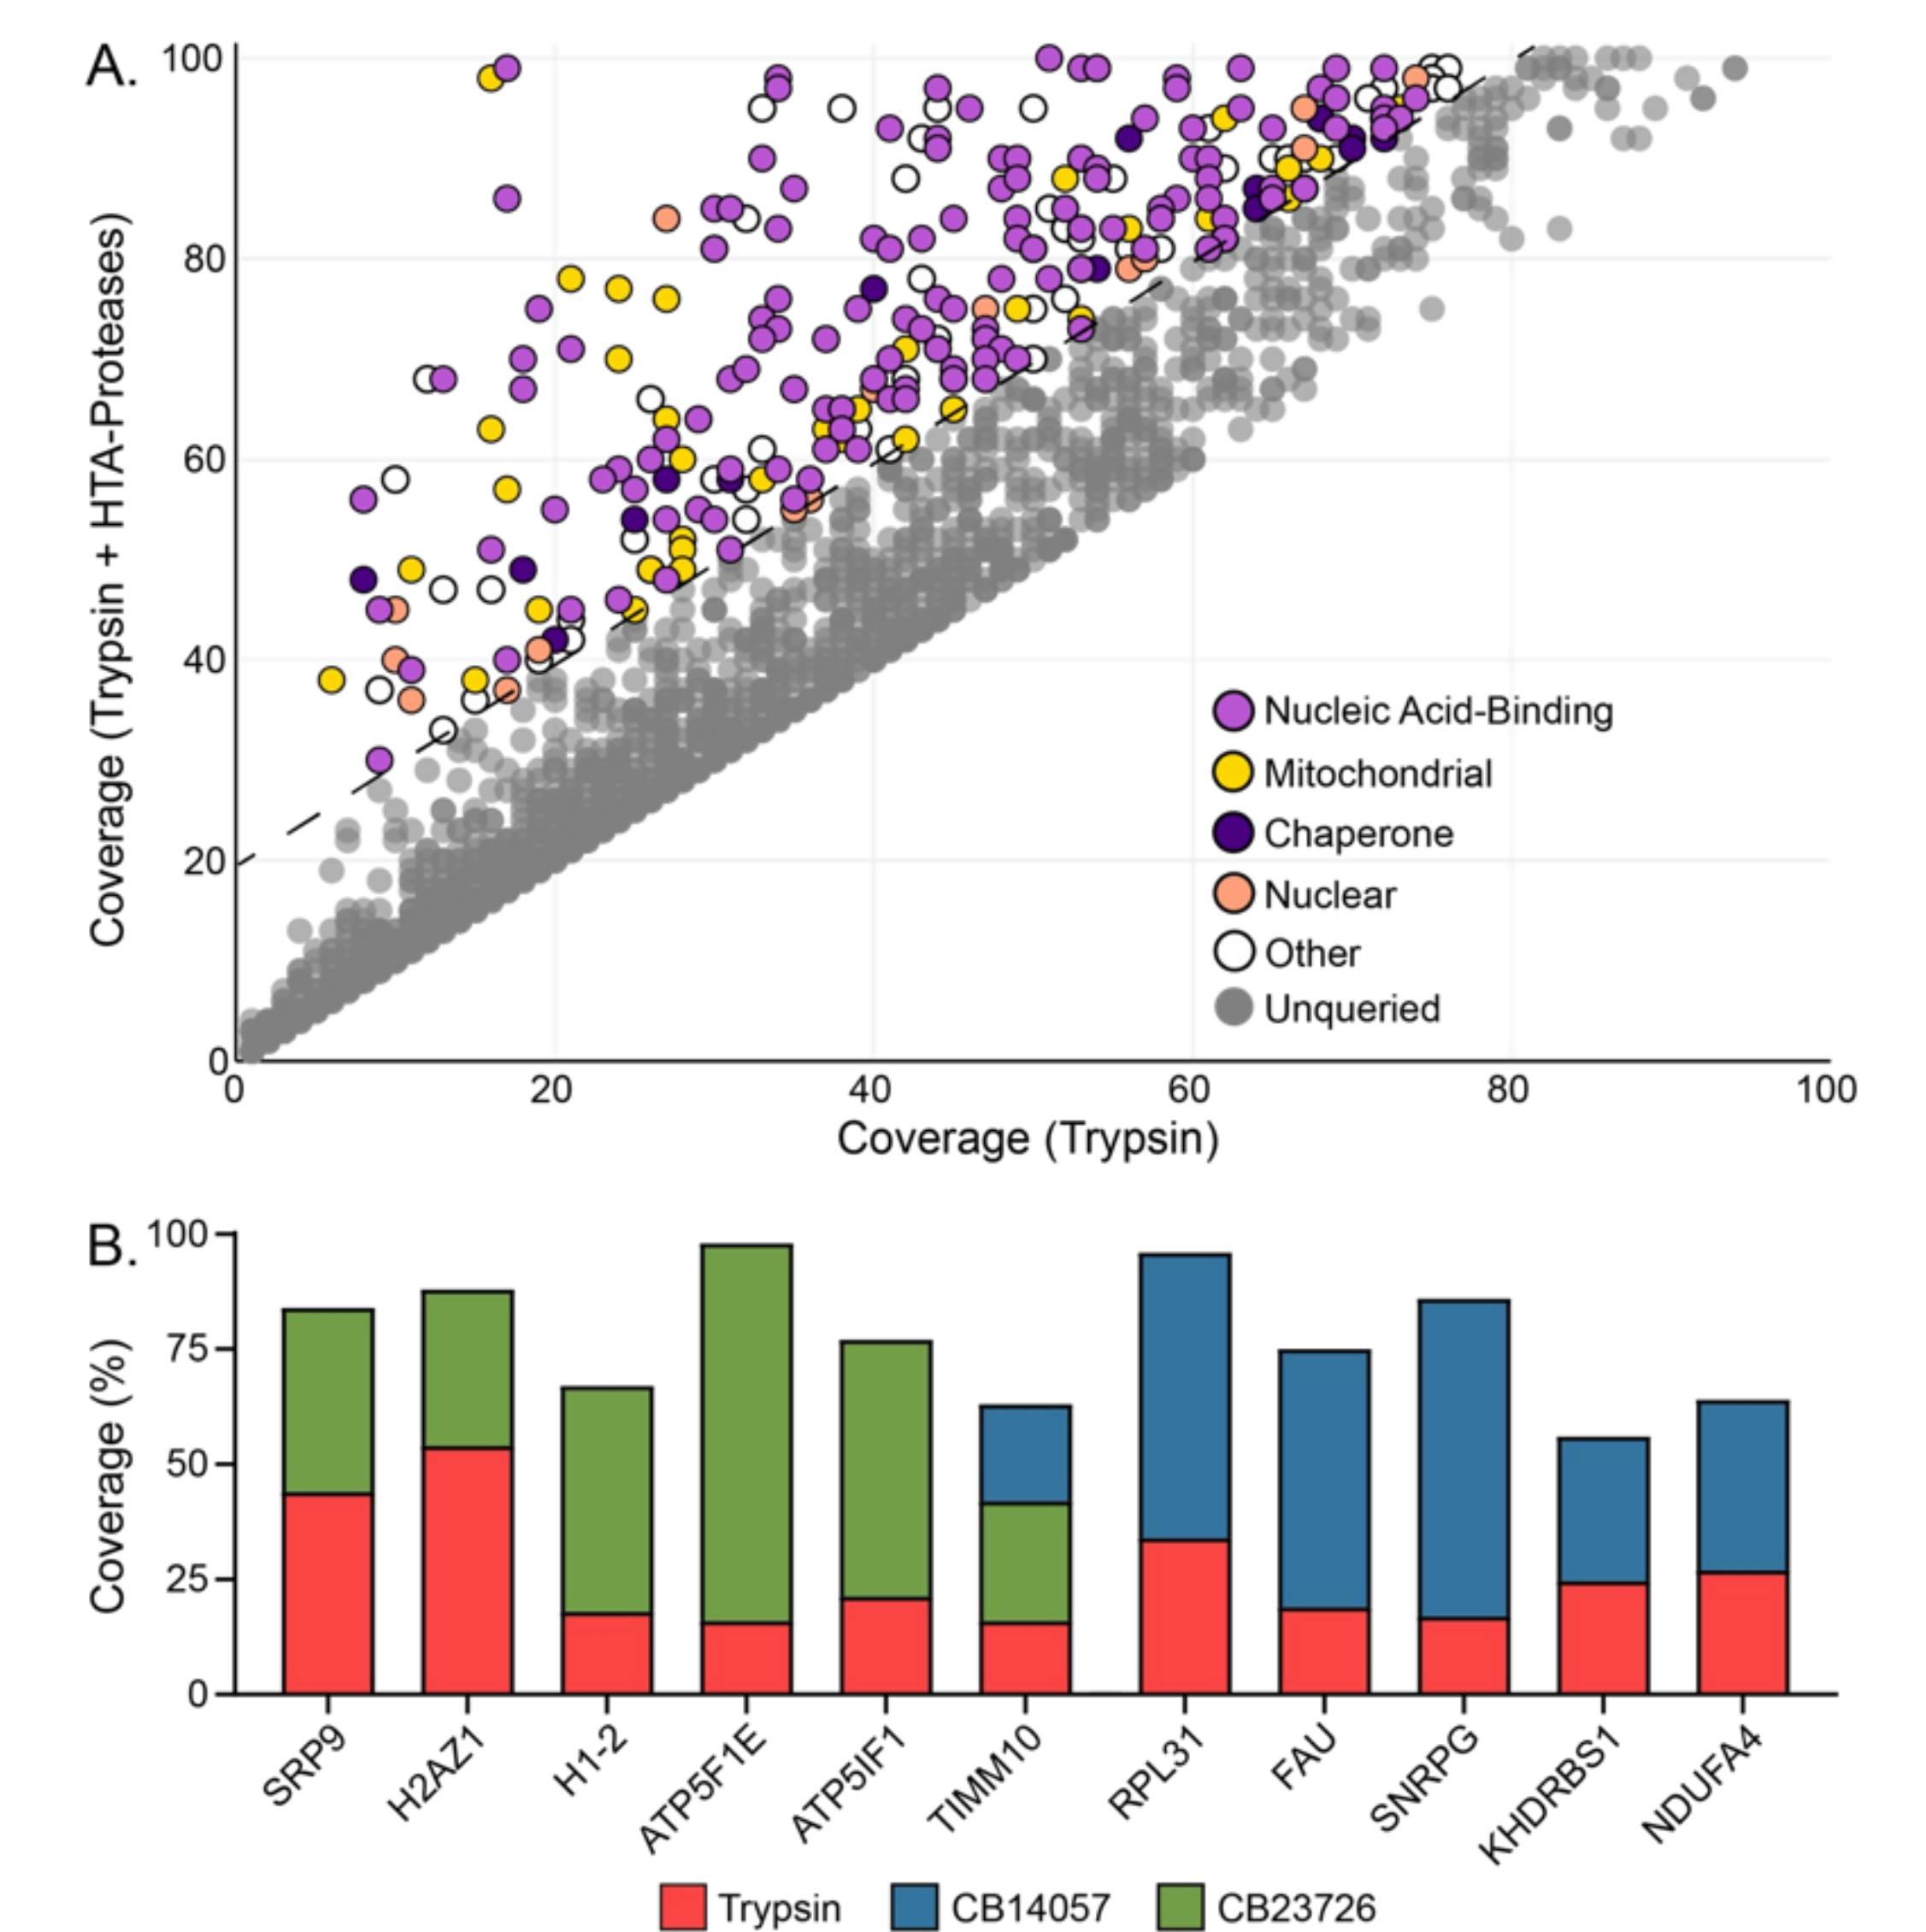 A.
Coverage (Trypsin + HTA-Proteases)
100
80
60
40
20
0
0 20 40 60 80 100
Coverage (Trypsin)
Nucleic Acid-Binding
Mitochondrial
Chaperone
Nuclear
Other
Unqueried
B.
Coverage (%)
100
75
50
25
0
SRP9 H2AZ1 H1-2 ATP5F1E ATP5IF1 TIMM10 RPL31 FAU SNRPG KHDRBS1 NDUFA4
Trypsin CB14057 CB23726